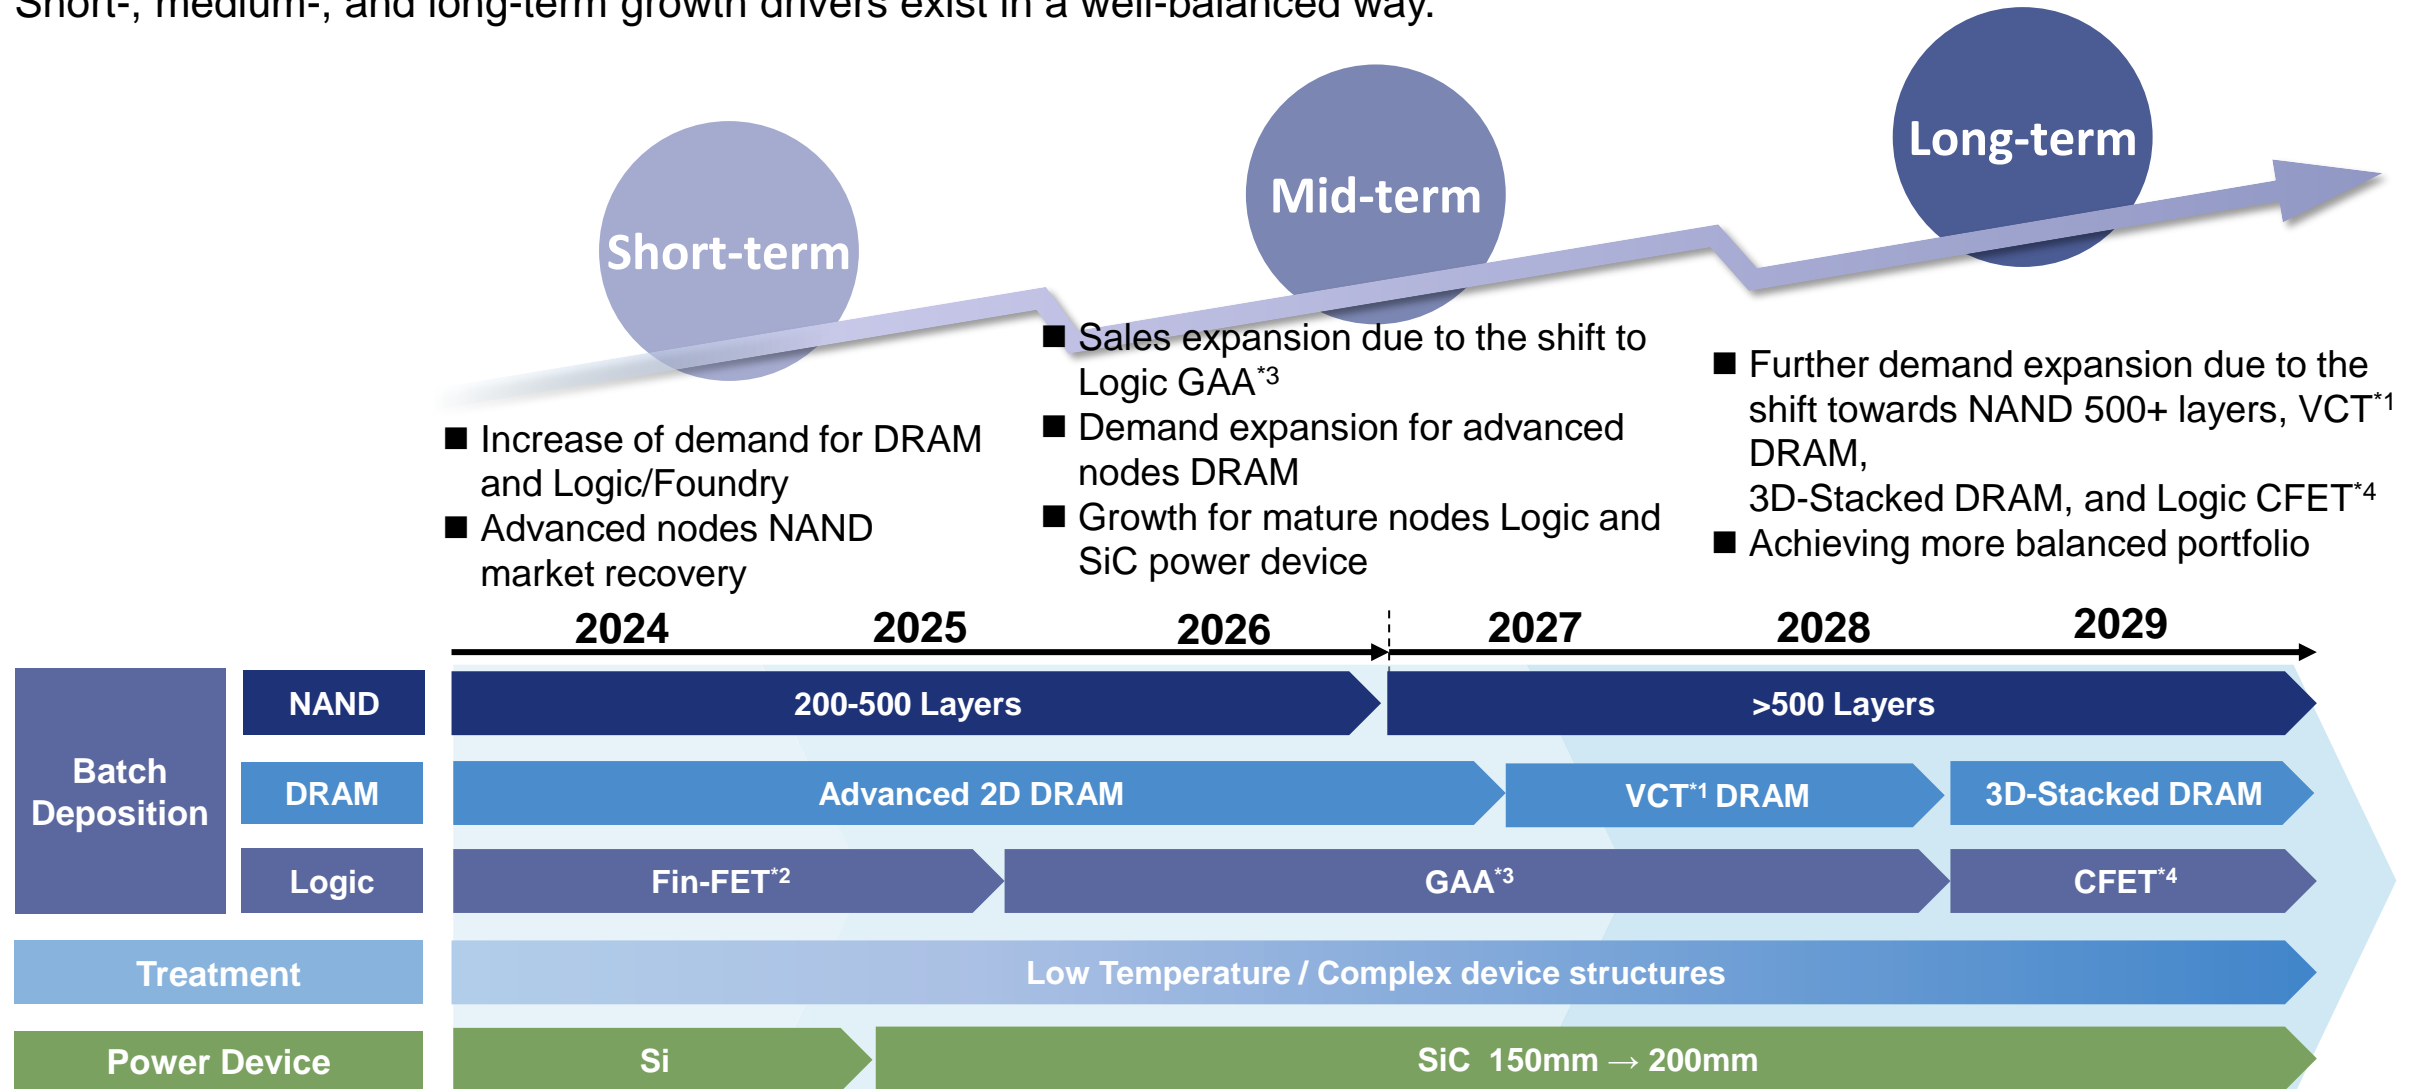 Short-, medium-, and long-term growth drivers exist in a well-balanced way.
Short-term
Mid-term
Long-term
■ Increase of demand for DRAM
and Logic/Foundry
■ Advanced nodes NAND
market recovery
■ Sales expansion due to the shift to
Logic GAA*3
■ Demand expansion for advanced
nodes DRAM
■ Growth for mature nodes Logic and
SiC power device
■ Further demand expansion due to the
shift towards NAND 500+ layers, VCT*1
DRAM,
3D-Stacked DRAM, and Logic CFET*4
■ Achieving more balanced portfolio
2024 2025 2026 2027 2028 2029
Batch
Deposition
NAND
200-500 Layers
>500 Layers
DRAM
Advanced 2D DRAM
VCT*1 DRAM
3D-Stacked DRAM
Logic
Fin-FET*2
GAA*3
CFET*4
Treatment
Low Temperature / Complex device structures
Power Device
Si
SiC 150mm → 200mm